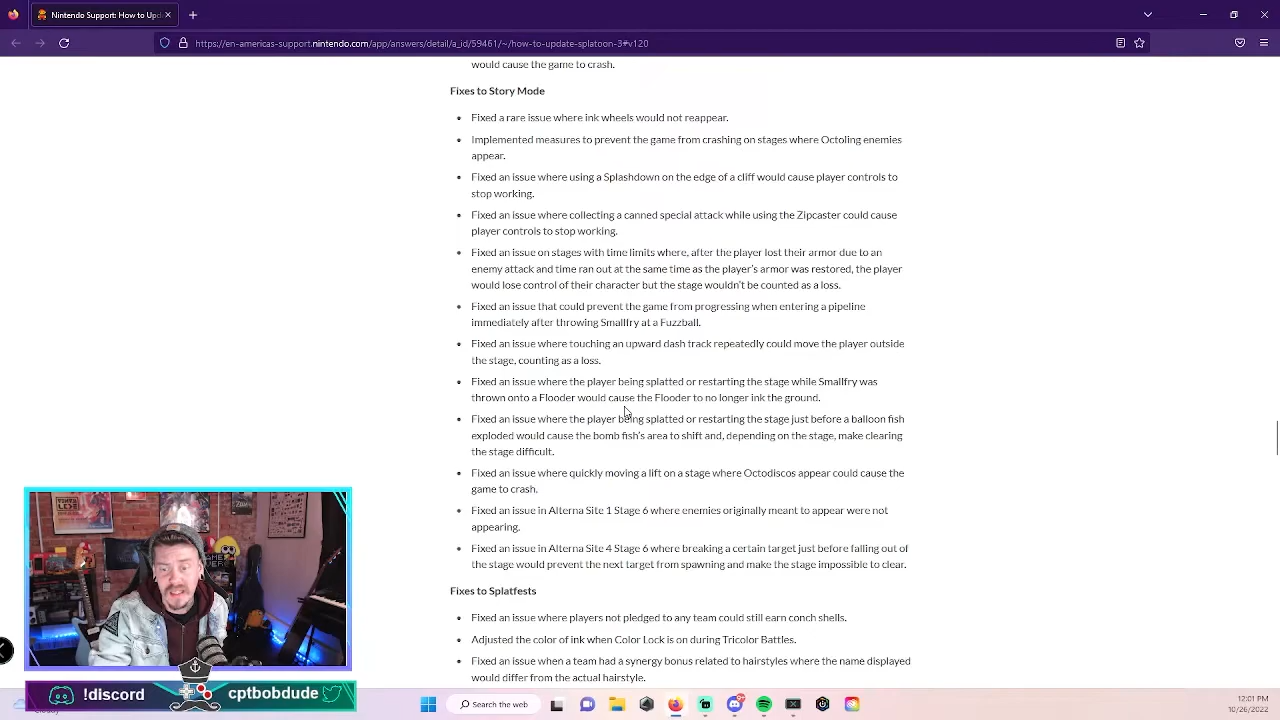 Nintendo Support: How to Upd
https://en-americas-support.nintendo.com/app/answers/detail/a_id/59461/~/how-to-update-splatoon-3#v120
would cause the game to crash.
Fixes to Story Mode
Fixed a rare issue where ink wheels would not reappear.
Implemented measures to prevent the game from crashing on stages where Octoling enemies
appear.
Fixed an issue where using a Splashdown on the edge of a cliff would cause player controls to
stop working.
Fixed an issue where collecting a canned special attack while using the Zipcaster could cause
player controls to stop working.
Fixed an issue on stages with time limits where, after the player lost their armor due to an
enemy attack and time ran out at the same time as the player's armor was restored, the player
would lose control of their character but the stage wouldn't be counted as a loss.
Fixed an issue that could prevent the game from progressing when entering a pipeline
immediately after throwing Smallfry at a Fuzzball.
Fixed an issue where touching an upward dash track repeatedly could move the player outside
the stage, counting as a loss.
Fixed an issue where the player being splatted or restarting the stage while Smallfry was
thrown onto a Flooder would cause the Flooder to no longer ink the ground.
Fixed an issue where the player being splatted or restarting the stage just before a balloon fish
exploded would cause the bomb fish's area to shift and, depending on the stage, make clearing
the stage difficult.
Fixed an issue where quickly moving a lift on a stage where Octodiscos appear could cause the
game to crash.
Fixed an issue in Alterna Site 1 Stage 6 where enemies originally meant to appear were not
appearing.
Fixed an issue in Alterna Site 4 Stage 6 where breaking a certain target just before falling out of
the stage would prevent the next target from spawning and make the stage impossible to clear.
Fixes to Splatfests
Fixed an issue where players not pledged to any team could still earn conch shells.
Adjusted the color of ink when Color Lock is on during Tricolor Battles.
Fixed an issue when a team had a synergy bonus related to hairstyles where the name displayed
would differ from the actual hairstyle.
!discord
cptbobdude
Cloudy
Search the web
12:01 PM
10/26/2022